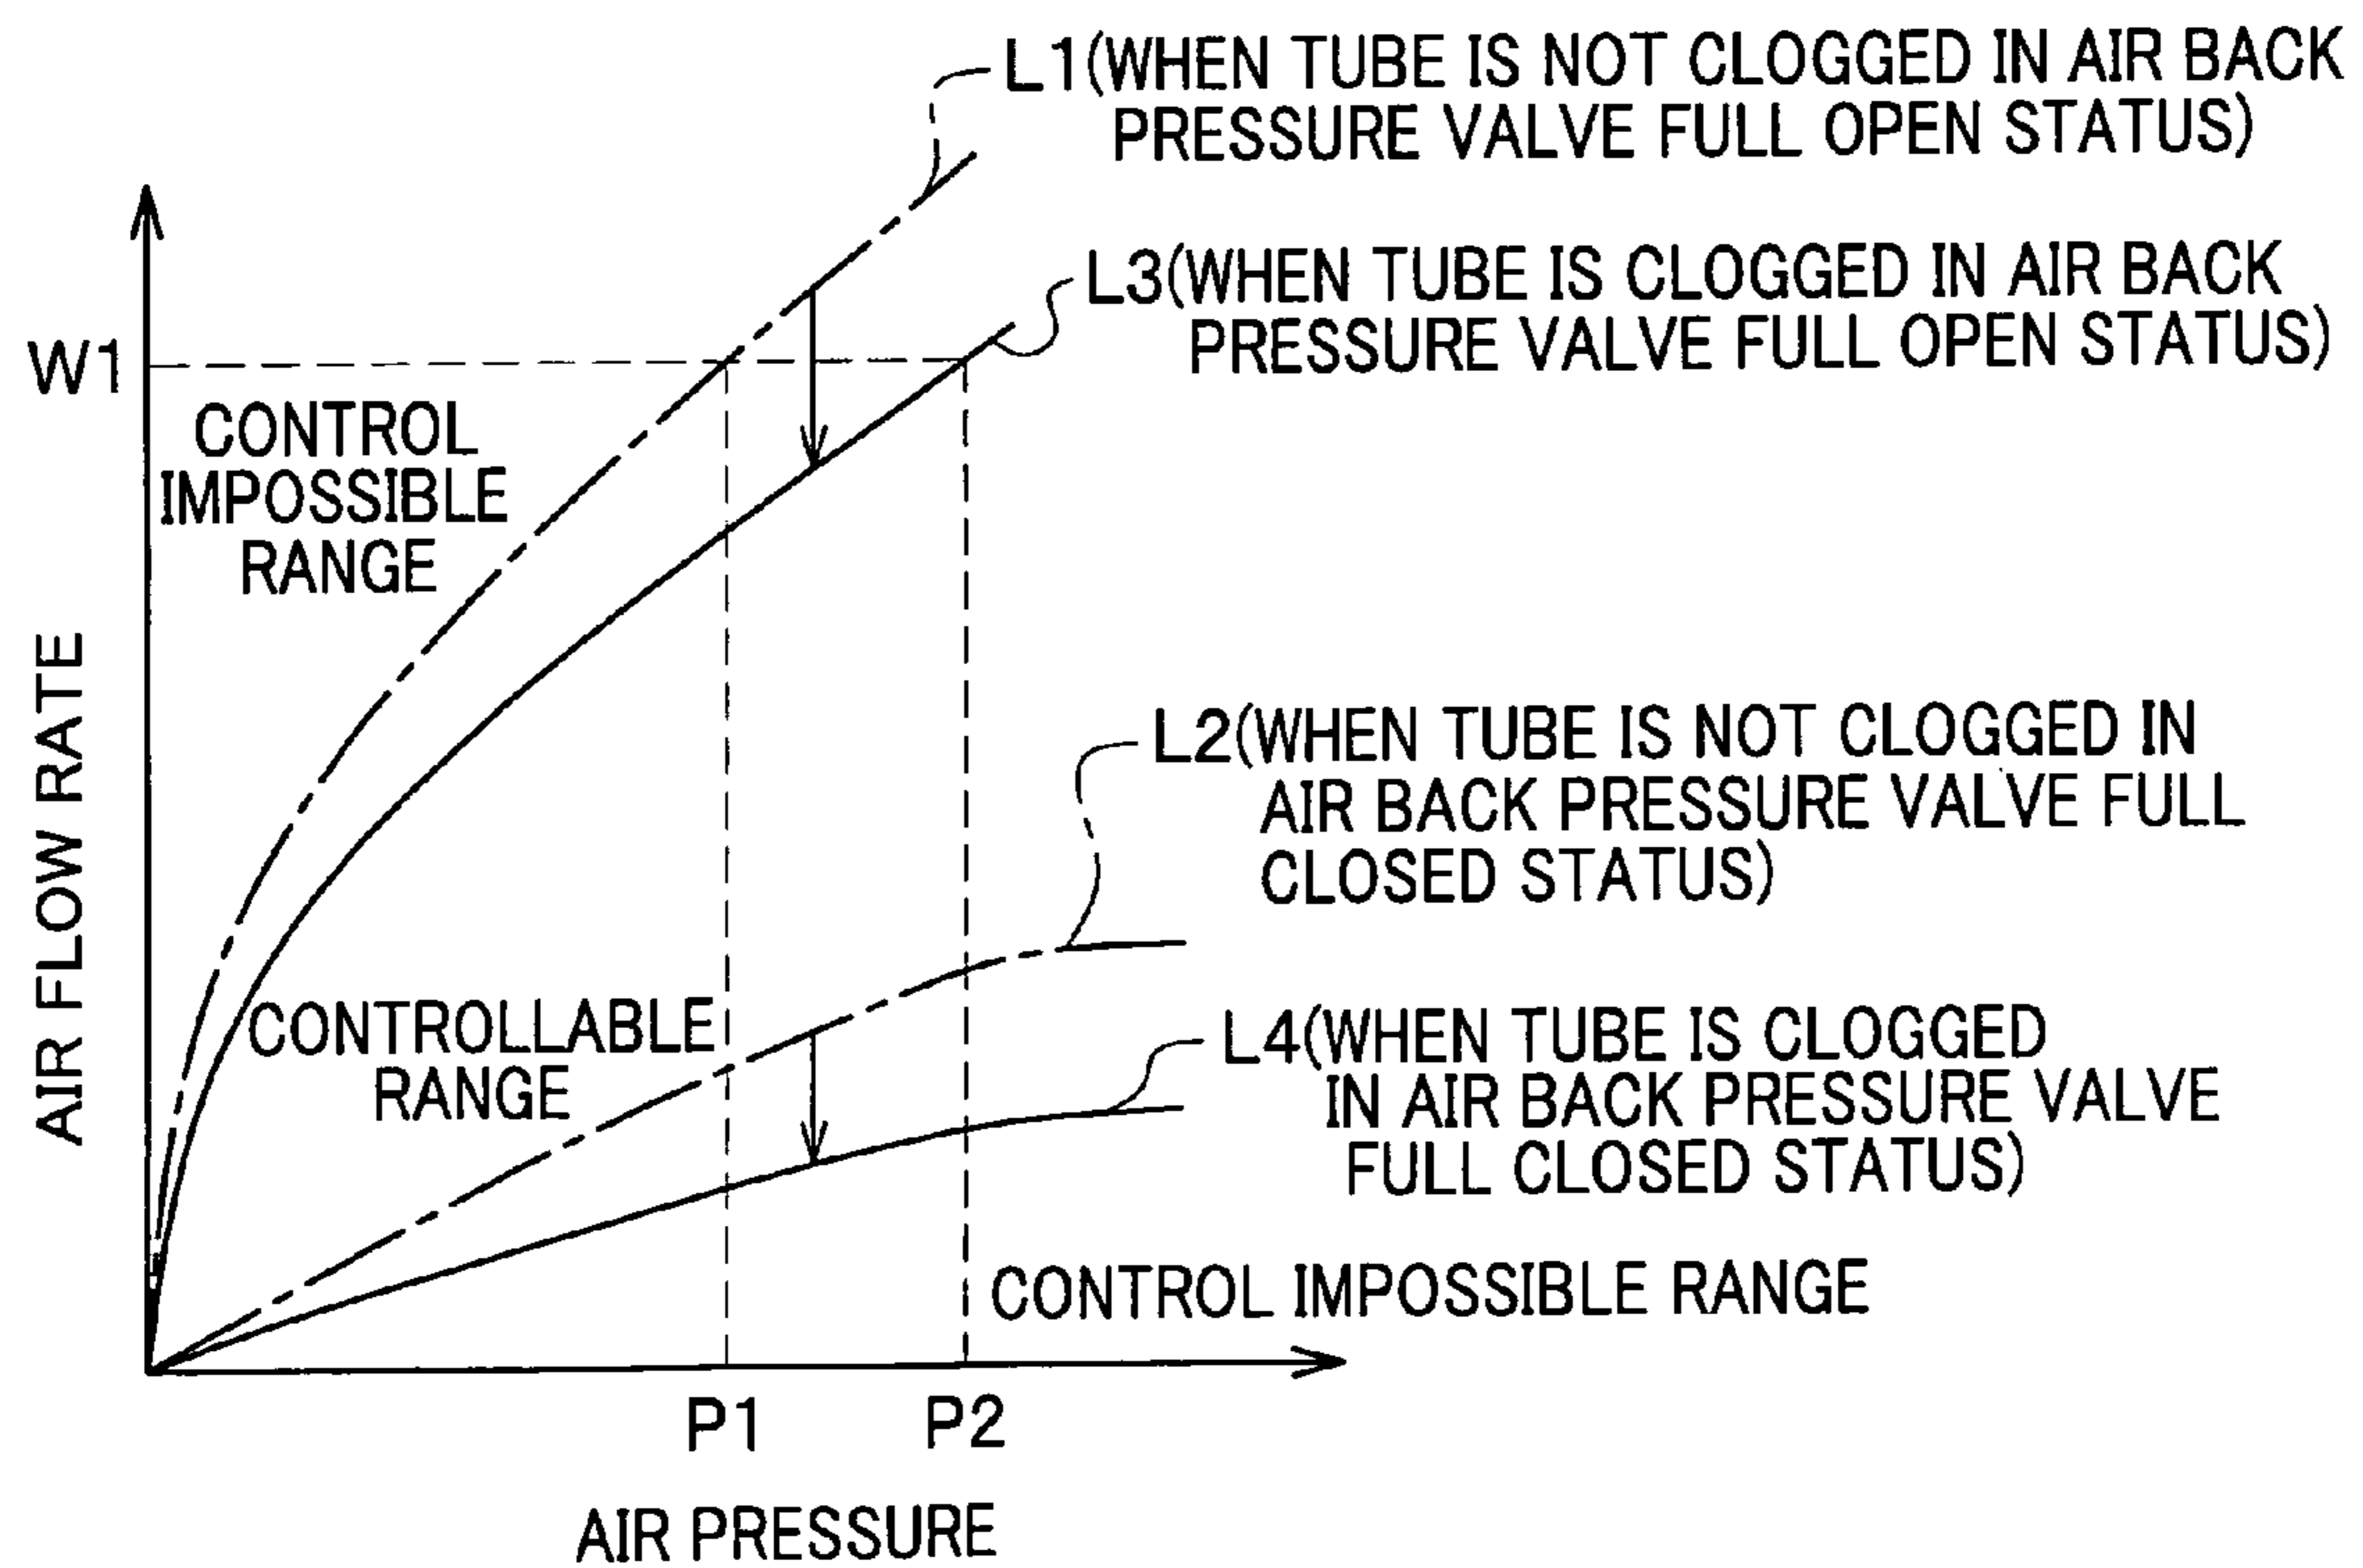 L1(WHEN TUBE IS NOT CLOGGED IN AIR BACK
PRESSURE VALVE FULL OPEN STATUS)
L3(WHEN TUBE IS CLOGGED IN AIR BACK
PRESSURE VALVE FULL OPEN STATUS)
W1
CONTROL
IMPOSSIBLE
RANGE
AIR FLOW RATE
L2(WHEN TUBE IS NOT CLOGGED IN
AIR BACK PRESSURE VALVE FULL
CLOSED STATUS)
CONTROLLABLE
RANGE
L4(WHEN TUBE IS CLOGGED
IN AIR BACK PRESSURE VALVE
FULL CLOSED STATUS)
CONTROL IMPOSSIBLE RANGE
P1
P2
AIR PRESSURE